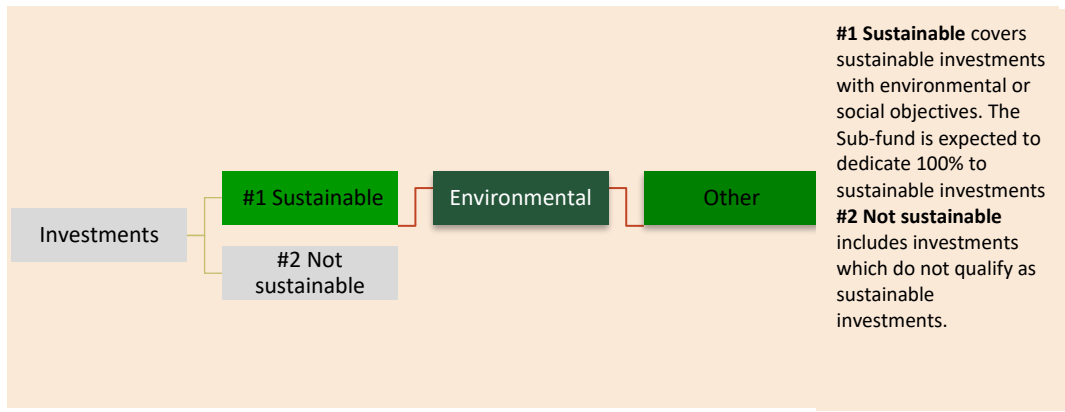 Investments
#1 Sustainable
#2 Not
sustainable
Environmental
Other
#1 Sustainable covers
sustainable investments
with environmental or
social objectives. The
Sub-fund is expected to
dedicate 100% to
sustainable investments
#2 Not sustainable
includes investments
which do not qualify as
sustainable
investments.